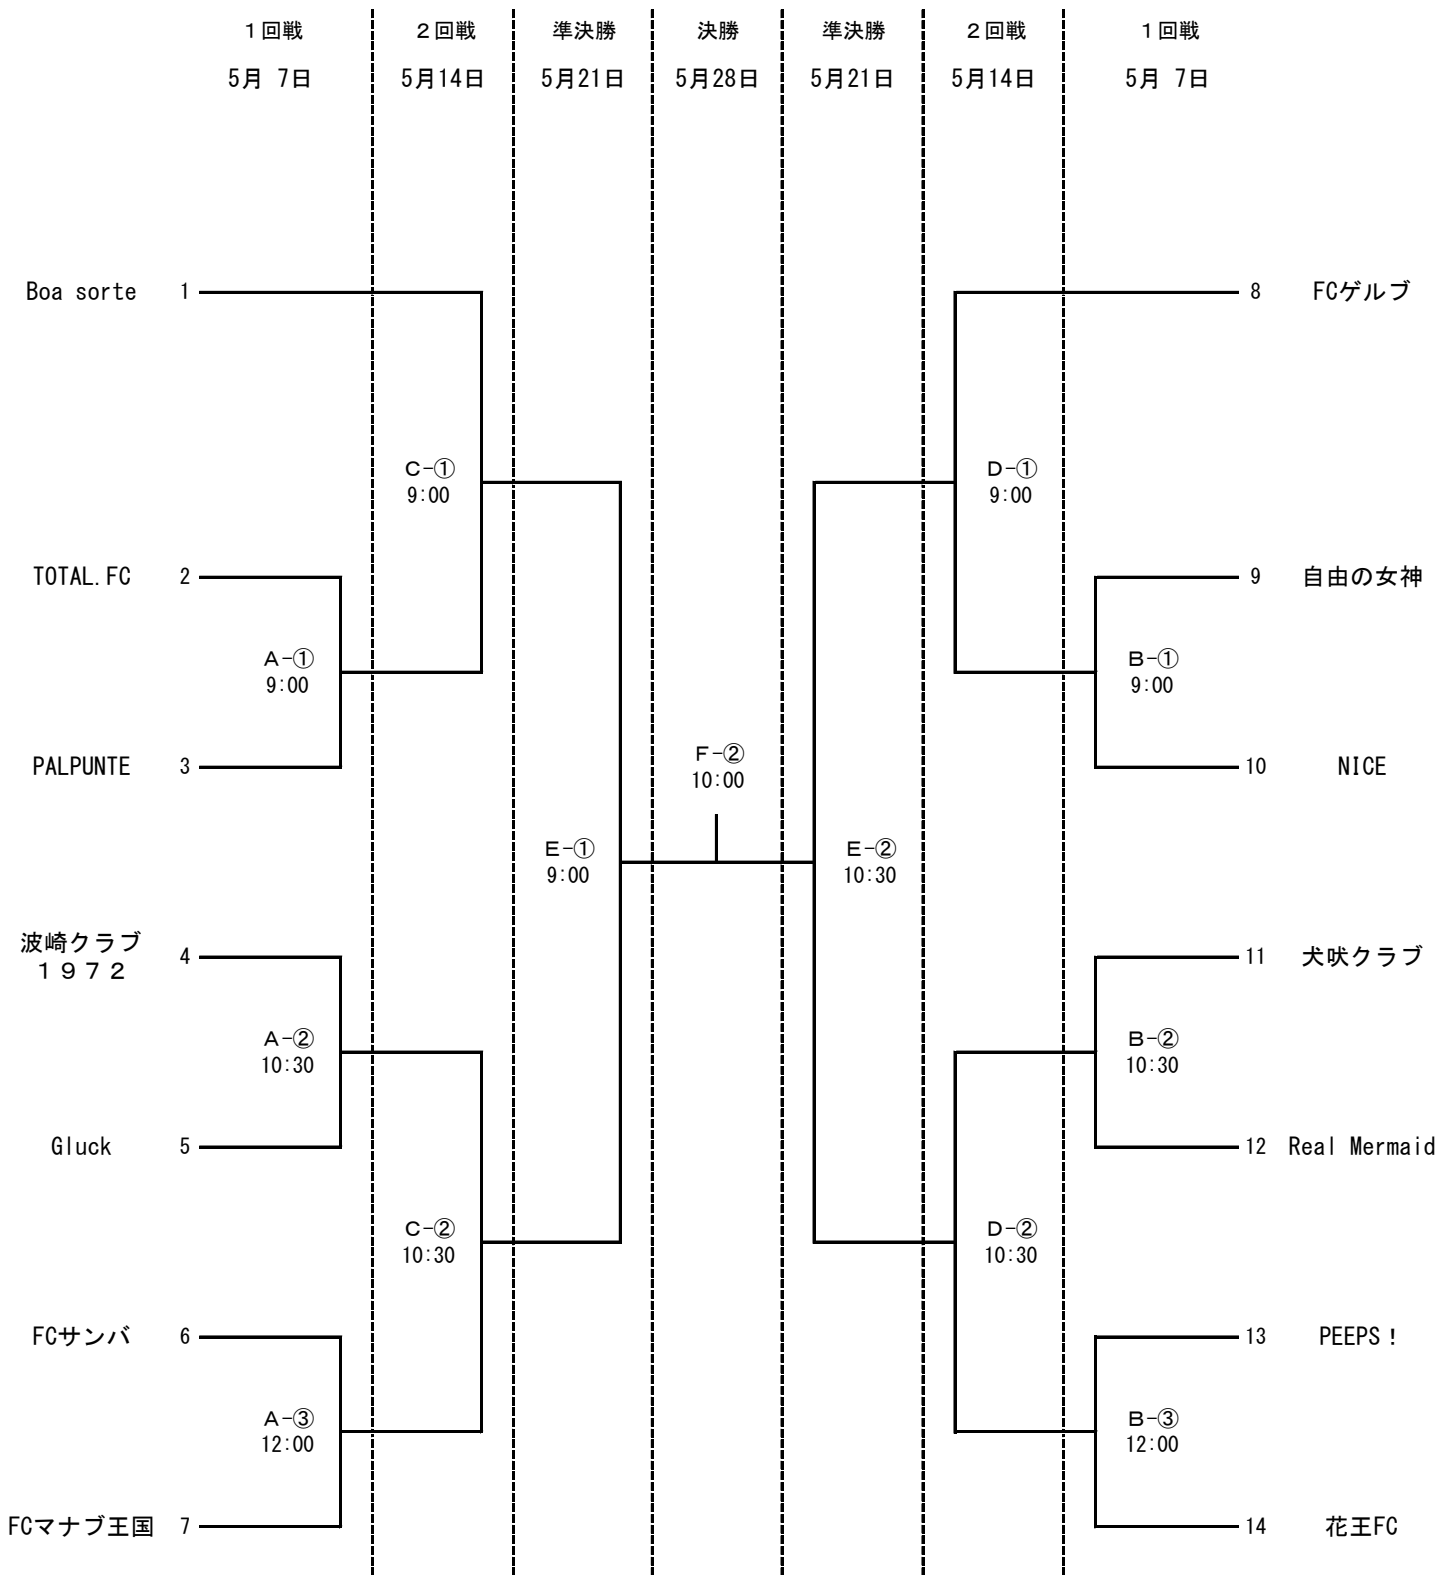 １回戦 ２回戦 準決勝 決勝 準決勝 ２回戦 １回戦
5月 7日 5月14日 5月21日 5月28日 5月21日 5月14日 5月 7日
Boa sorte 1
8 FCゲルブ
C-① D-①
9:00 9:00
TOTAL.FC 2
9 自由の女神
A-① B-①
9:00 9:00
F-②
10:00
PALPUNTE 3
10 NICE
E-① E-②
9:00 10:30
波崎クラブ
１９７２ 4
11 犬吠クラブ
A-② B-②
10:30 10:30
Gluck 5
12 Real Mermaid
C-② D-②
10:30 10:30
FCサンバ 6
13 PEEPS！
A-③ B-③
12:00 12:00
FCマナブ王国 7
14 花王FC